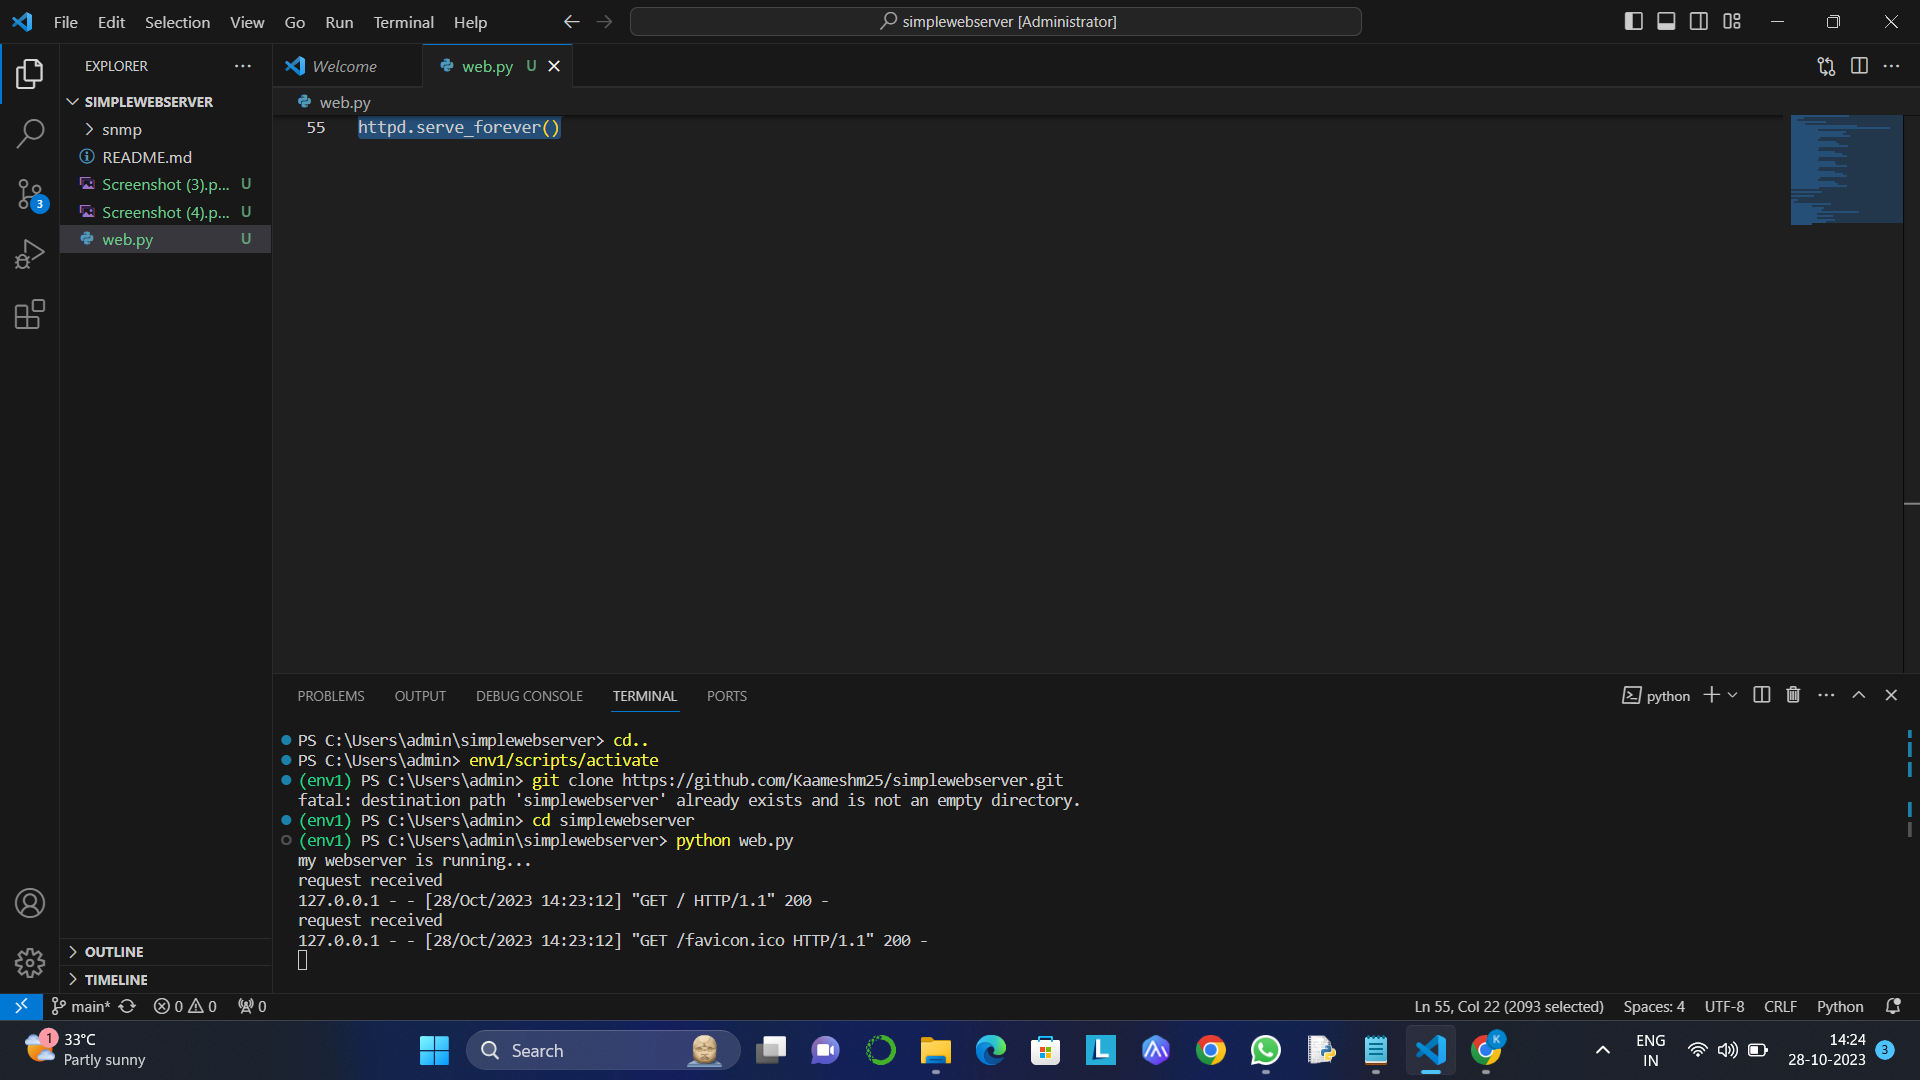 File Edit Selection View Go Run Terminal Help
simplewebserver [Administrator]
EXPLORER
SIMPLEWEBSERVER
snmp
README.md
Screenshot (3).p... U
Screenshot (4).p... U
web.py U
3
OUTLINE
TIMELINE
Welcome
web.py U
web.py
55 httpd.serve_forever()
PROBLEMS OUTPUT DEBUG CONSOLE TERMINAL PORTS
python
PS C:\Users\admin\simplewebserver> cd..
PS C:\Users\admin> env1/scripts/activate
(env1) PS C:\Users\admin> git clone https://github.com/Kaameshm25/simplewebserver.git
fatal: destination path 'simplewebserver' already exists and is not an empty directory.
(env1) PS C:\Users\admin> cd simplewebserver
(env1) PS C:\Users\admin\simplewebserver> python web.py
my webserver is running...
request received
127.0.0.1 - - [28/Oct/2023 14:23:12] "GET / HTTP/1.1" 200 -
request received
127.0.0.1 - - [28/Oct/2023 14:23:12] "GET /favicon.ico HTTP/1.1" 200 -
main* 0 0 0
Ln 55, Col 22 (2093 selected) Spaces: 4 UTF-8 CRLF Python
1
33°C
Partly sunny
Search
L
K
ENG
IN
14:24
28-10-2023
3